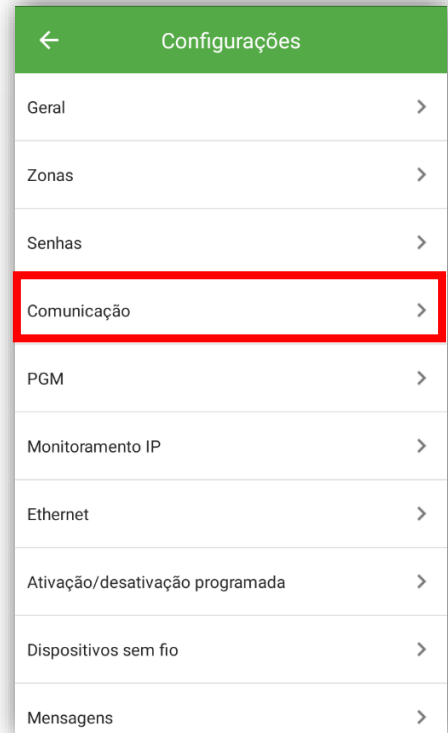 Configurações
Geral
Zonas
Senhas
Comunicação
PGM
Monitoramento IP
Ethernet
Ativação/desativação programada
Dispositivos sem fio
Mensagens